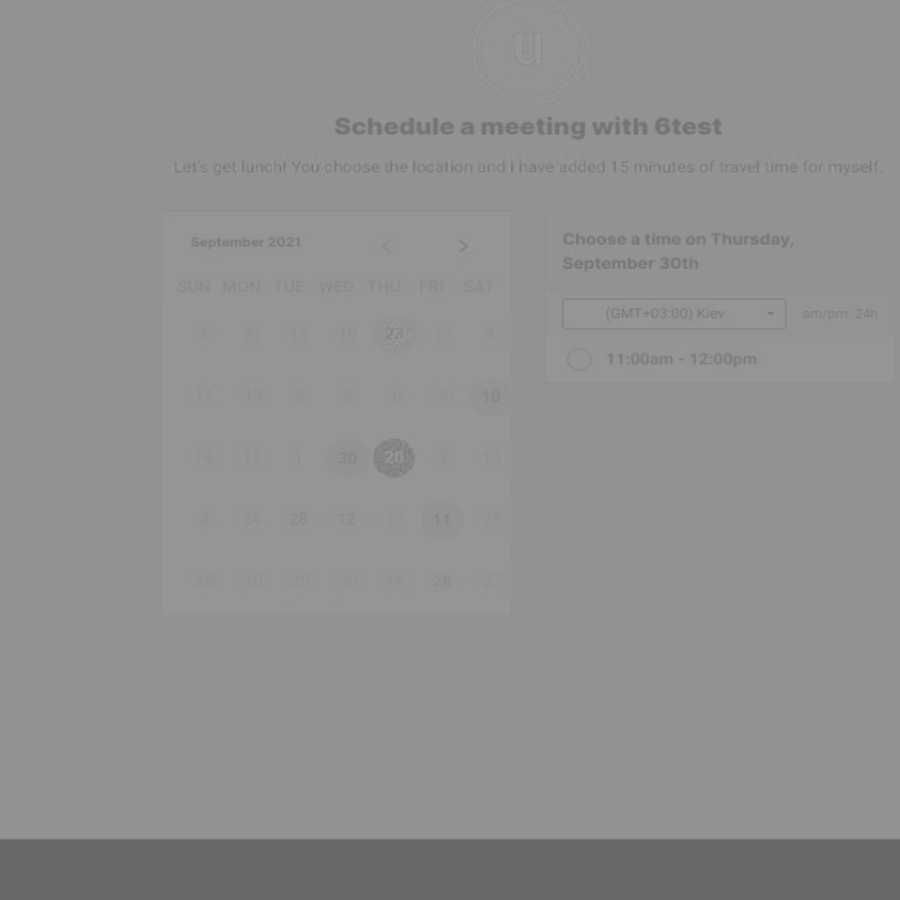 u
Schedule a meeting with 6test
Let's get lunch! You choose the location and I have added 15 minutes of travel time for myself.
September 2021
SUN MON TUE WED THU FRI SAT
6 31 15 10 23 17 8
11 13 3 3 6 30 10
14 11 1 30 20 9 10
4 24 28 12 17 11 25
25 20 25 30 16 28 27
Choose a time on Thursday,
September 30th
(GMT+03:00) Kiev am/pm 24h
11:00am - 12:00pm